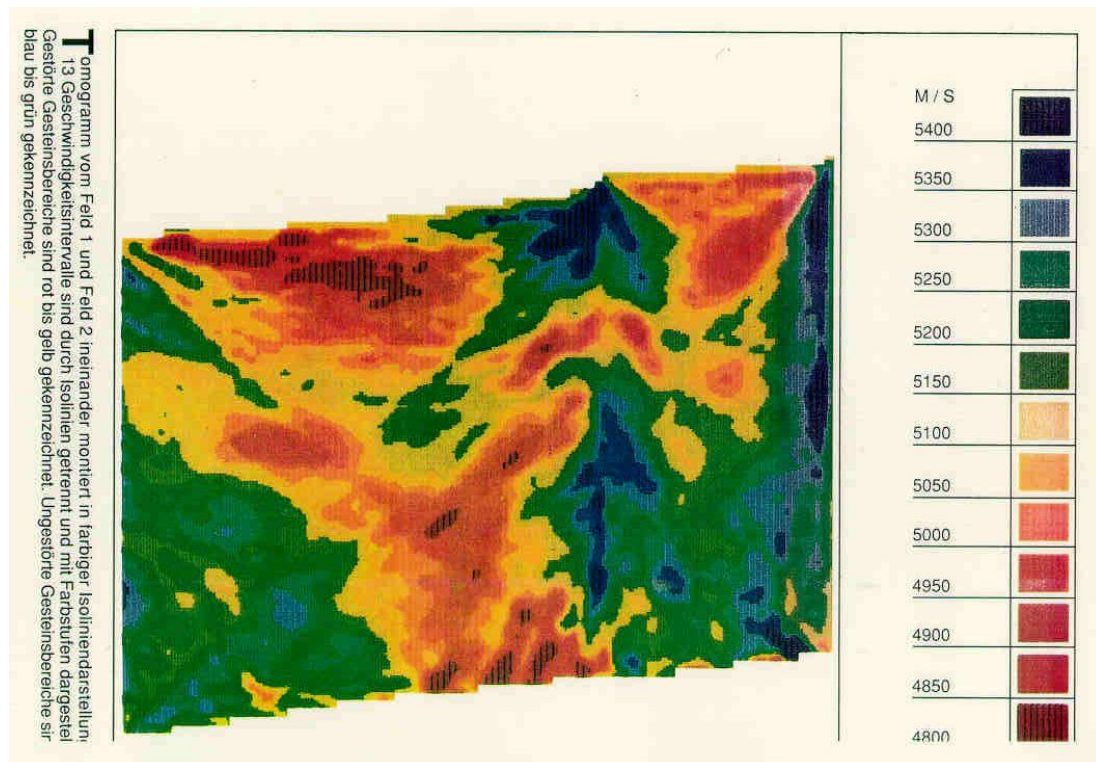 Tomogramm vom Feld 1 und Feld 2 ineinander montiert in farbiger Isoliniendarstellun
13 Geschwindigkeitsintervalle sind durch Isolinien getrennt und mit Farbstufen dargestel
Gestörte Gesteinsbereiche sind rot bis gelb gekennzeichnet. Ungestörte Gesteinsbereiche sir
blau bis grün gekennzeichnet.
M / S
5400
5350
5300
5250
5200
5150
5100
5050
5000
4950
4900
4850
4800